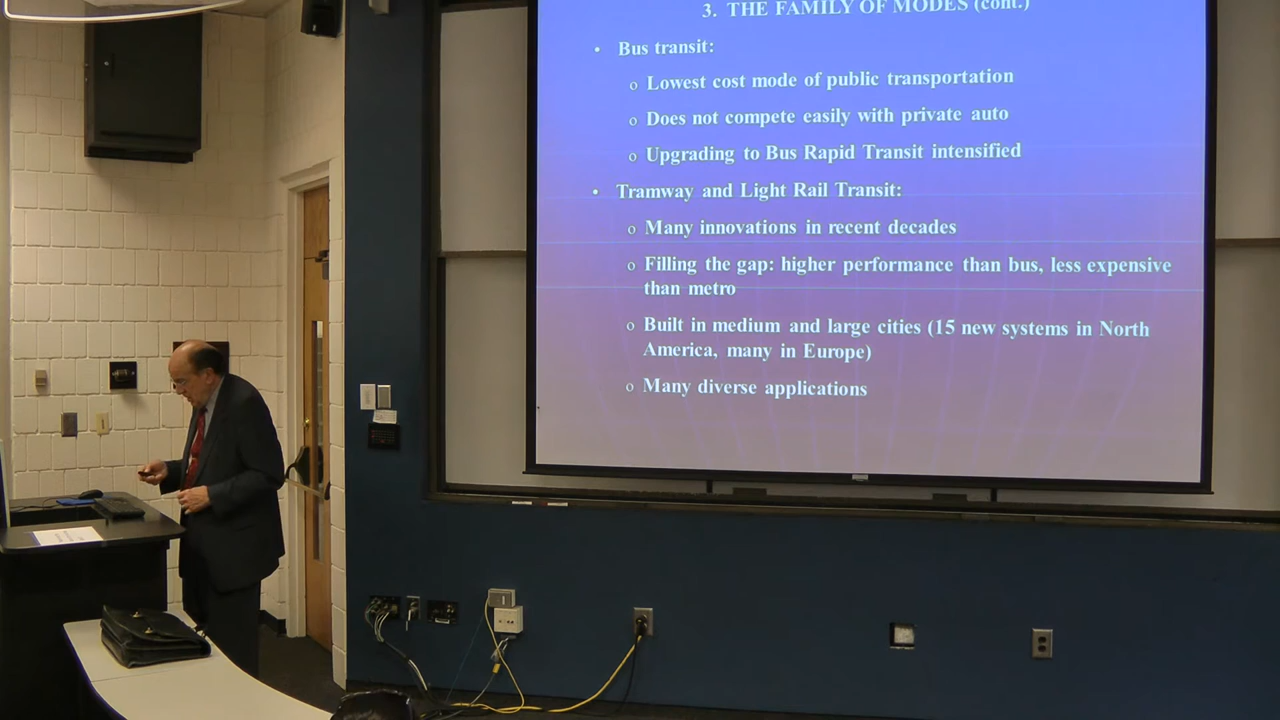 3. THE FAMILY OF MODES (cont.)
• Bus transit:
o Lowest cost mode of public transportation
o Does not compete easily with private auto
o Upgrading to Bus Rapid Transit intensified
• Tramway and Light Rail Transit:
o Many innovations in recent decades
o Filling the gap: higher performance than bus, less expensive
than metro
o Built in medium and large cities (15 new systems in North
America, many in Europe)
o Many diverse applications